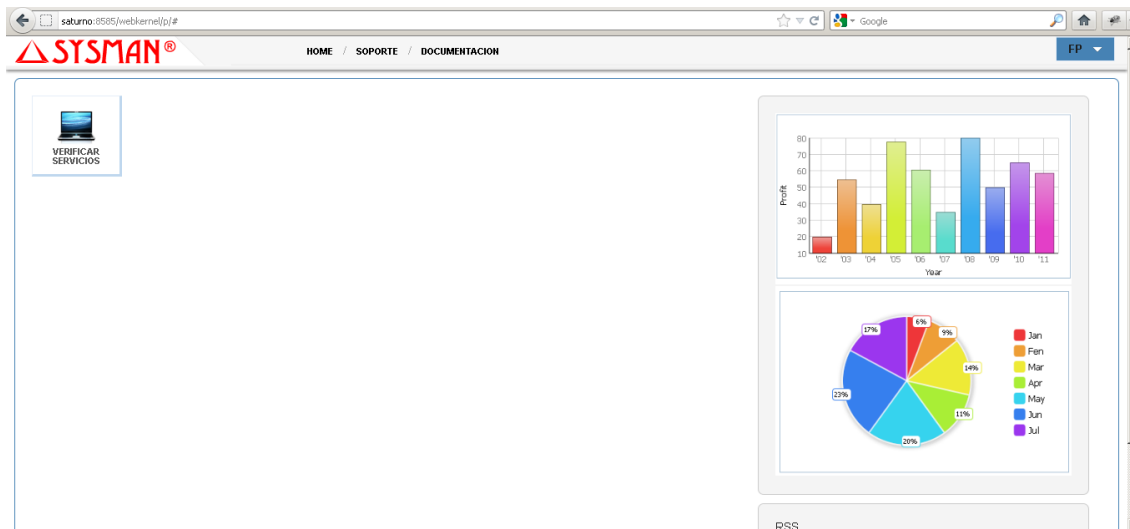 saturno:8585/webkernel/p/#
Google
SYSMAN®
HOME / SOPORTE / DOCUMENTACION
FP
VERIFICAR
SERVICIOS
80
70
60
50
40
30
20
10
Profit
'02 '03 '04 '05 '06 '07 '08 '09 '10 '11
Year
17%
6%
9%
14%
11%
20%
23%
Jan
Fen
Mar
Apr
May
Jun
Jul
RSS